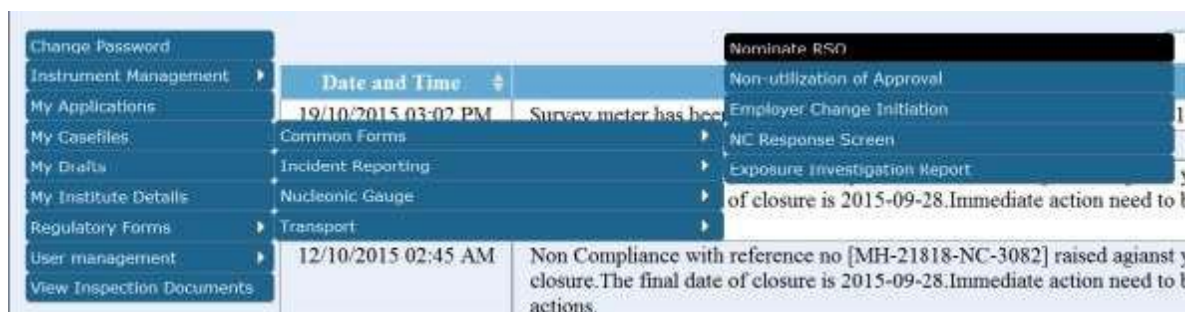 Change Password
Instrument Management
My Applications
My Casefiles
My Drafts
My Institute Details
Regulatory Forms
User management
View Inspection Documents
Common Forms
Incident Reporting
Nucleonic Gauge
Transport
Nominate RSO
Non-utilization of Approval
Employer Change Initiation
NC Response Screen
Exposure Investigation Report
Date and Time
19/10/2015 03:02 PM
Survey meter has been
of closure is 2015-09-28.Immediate action need to
12/10/2015 02:45 AM
Non Compliance with reference no [MH-21818-NC-3082] raised agianst
closure.The final date of closure is 2015-09-28.Immediate action need to
actions.